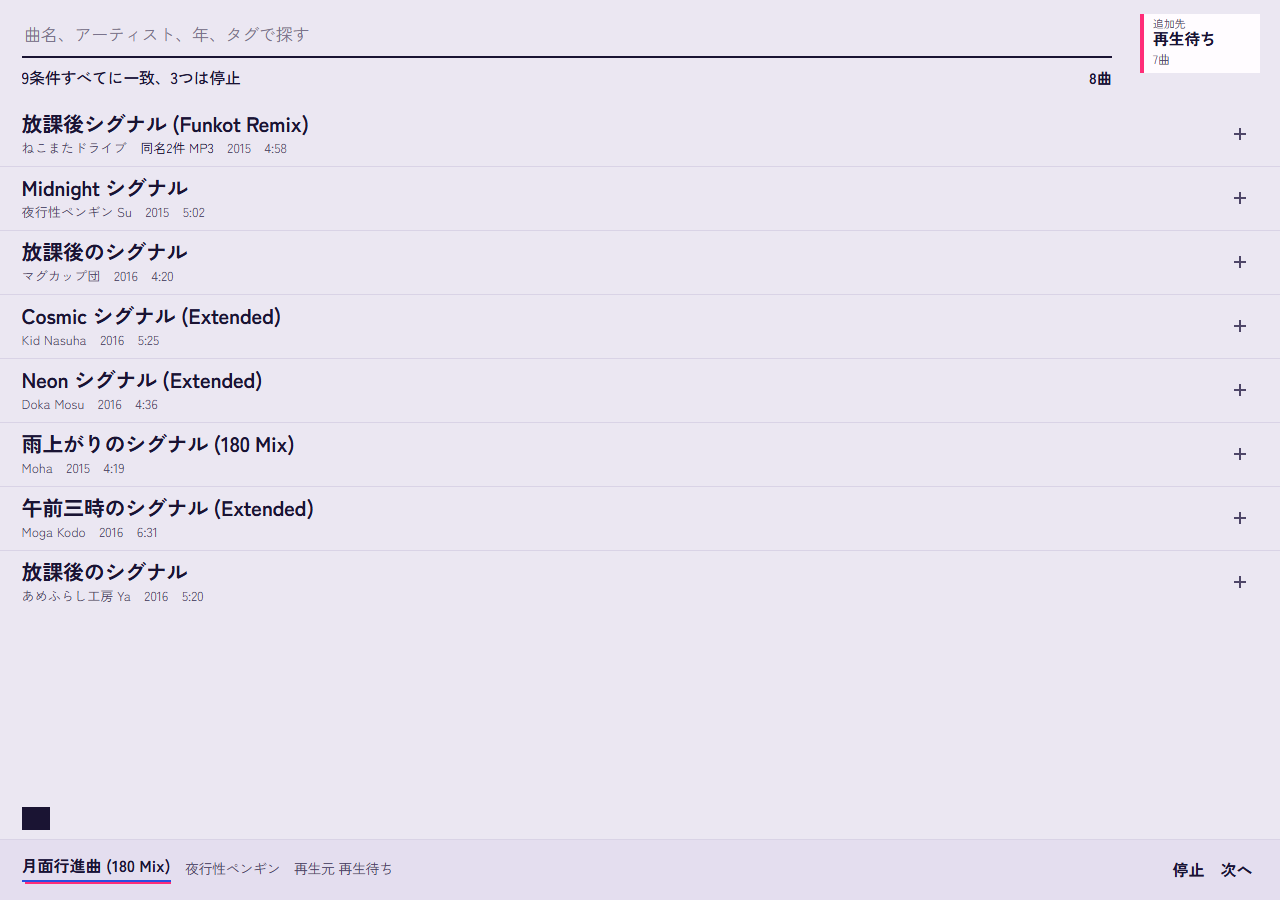 曲名、アーティスト、年、タグで探す
追加先
再生待ち
7曲
9条件すべてに一致、3つは停止
8曲
放課後シグナル (Funkot Remix)
ねこまたドライブ 同名2件 MP3 2015 4:58
Midnight シグナル
夜行性ペンギン Su 2015 5:02
放課後のシグナル
マグカップ団 2016 4:20
Cosmic シグナル (Extended)
Kid Nasuha 2016 5:25
Neon シグナル (Extended)
Doka Mosu 2016 4:36
雨上がりのシグナル (180 Mix)
Moha 2015 4:19
午前三時のシグナル (Extended)
Moga Kodo 2016 6:31
放課後のシグナル
あめふらし工房 Ya 2016 5:20
月面行進曲 (180 Mix) 夜行性ペンギン 再生元 再生待ち 停止 次へ